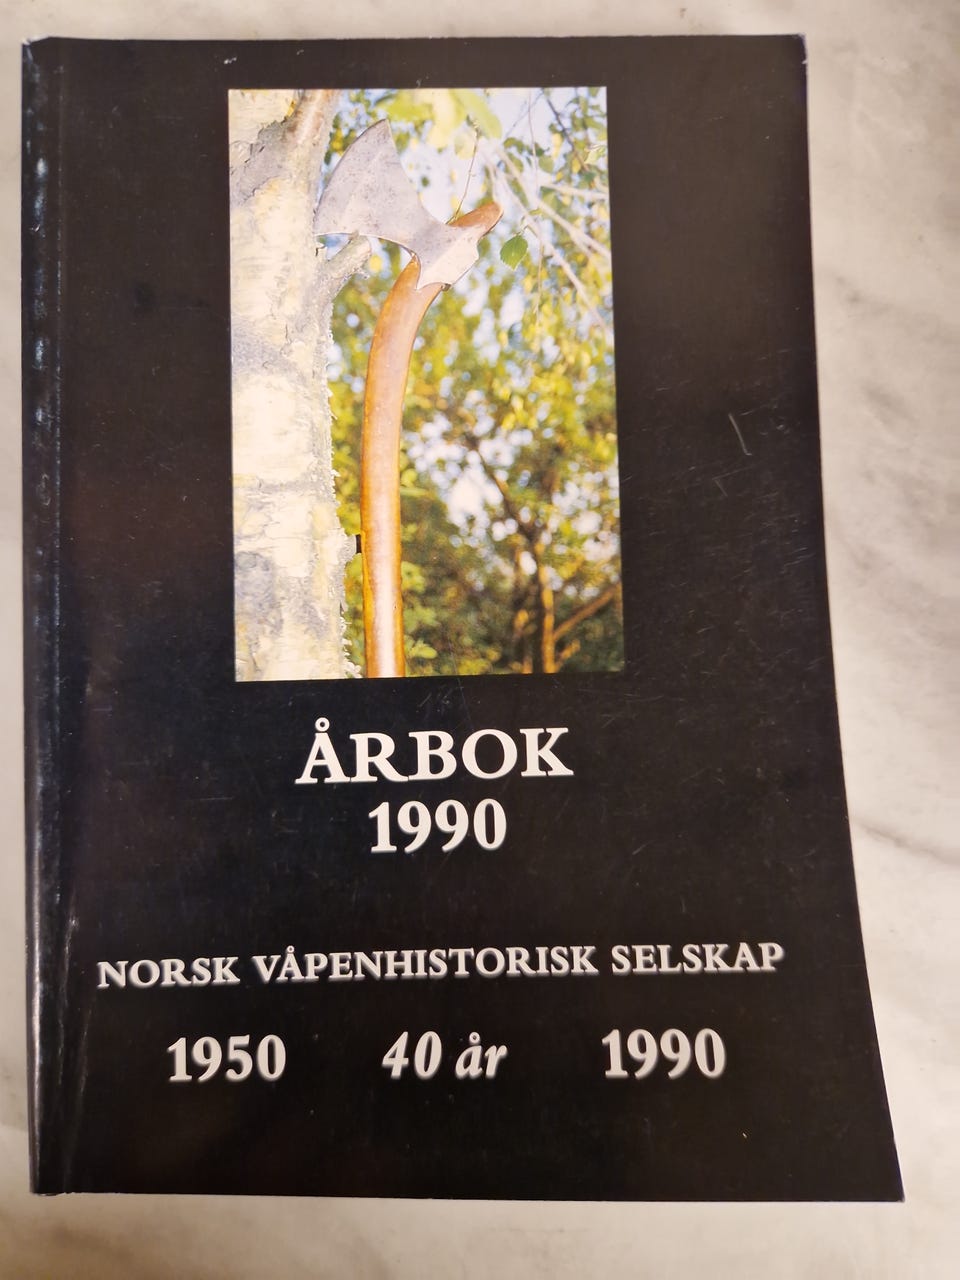 ÅRBOK
1990
NORSK VÅPENHISTORISK SELSKAP
1950 40 år 1990